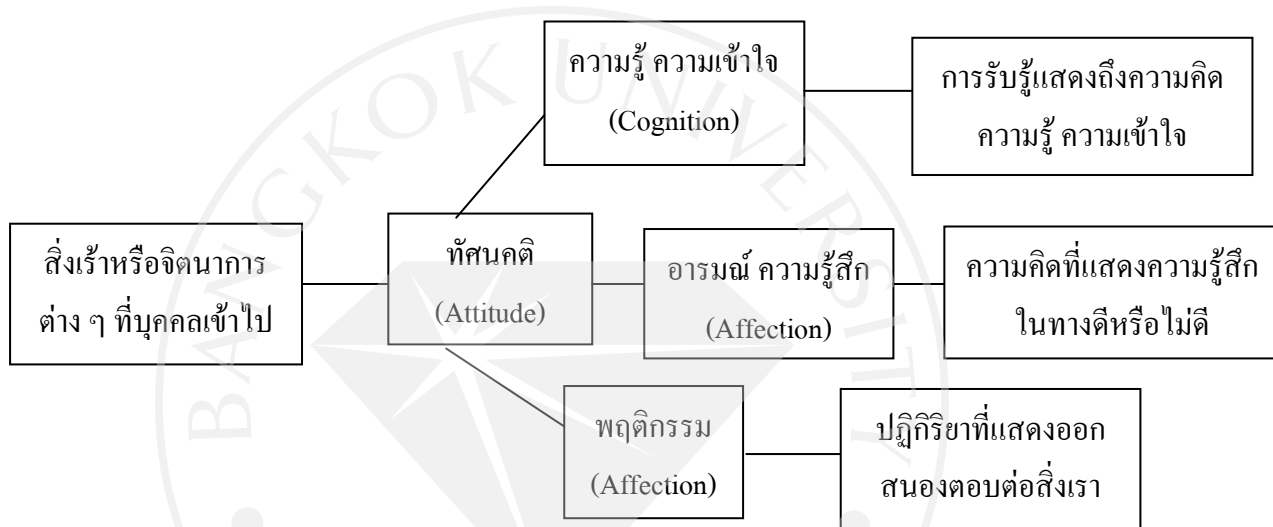 ความรู้ ความเข้าใจ
(Cognition)
การรับรู้แสดงถึงความคิด
ความรู้ ความเข้าใจ
สิ่งเร้าหรือจิตนาการ
ต่าง ๆ ที่บุคคลเข้าไป
ทัศนคติ
(Attitude)
อารมณ์ ความรู้สึก
(Affection)
ความคิดที่แสดงความรู้สึก
ในทางดีหรือไม่ดี
พฤติกรรม
(Affection)
ปฏิกิริยาที่แสดงออก
สนองตอบต่อสิ่งเรา
BANGKOK UNIVERSITY